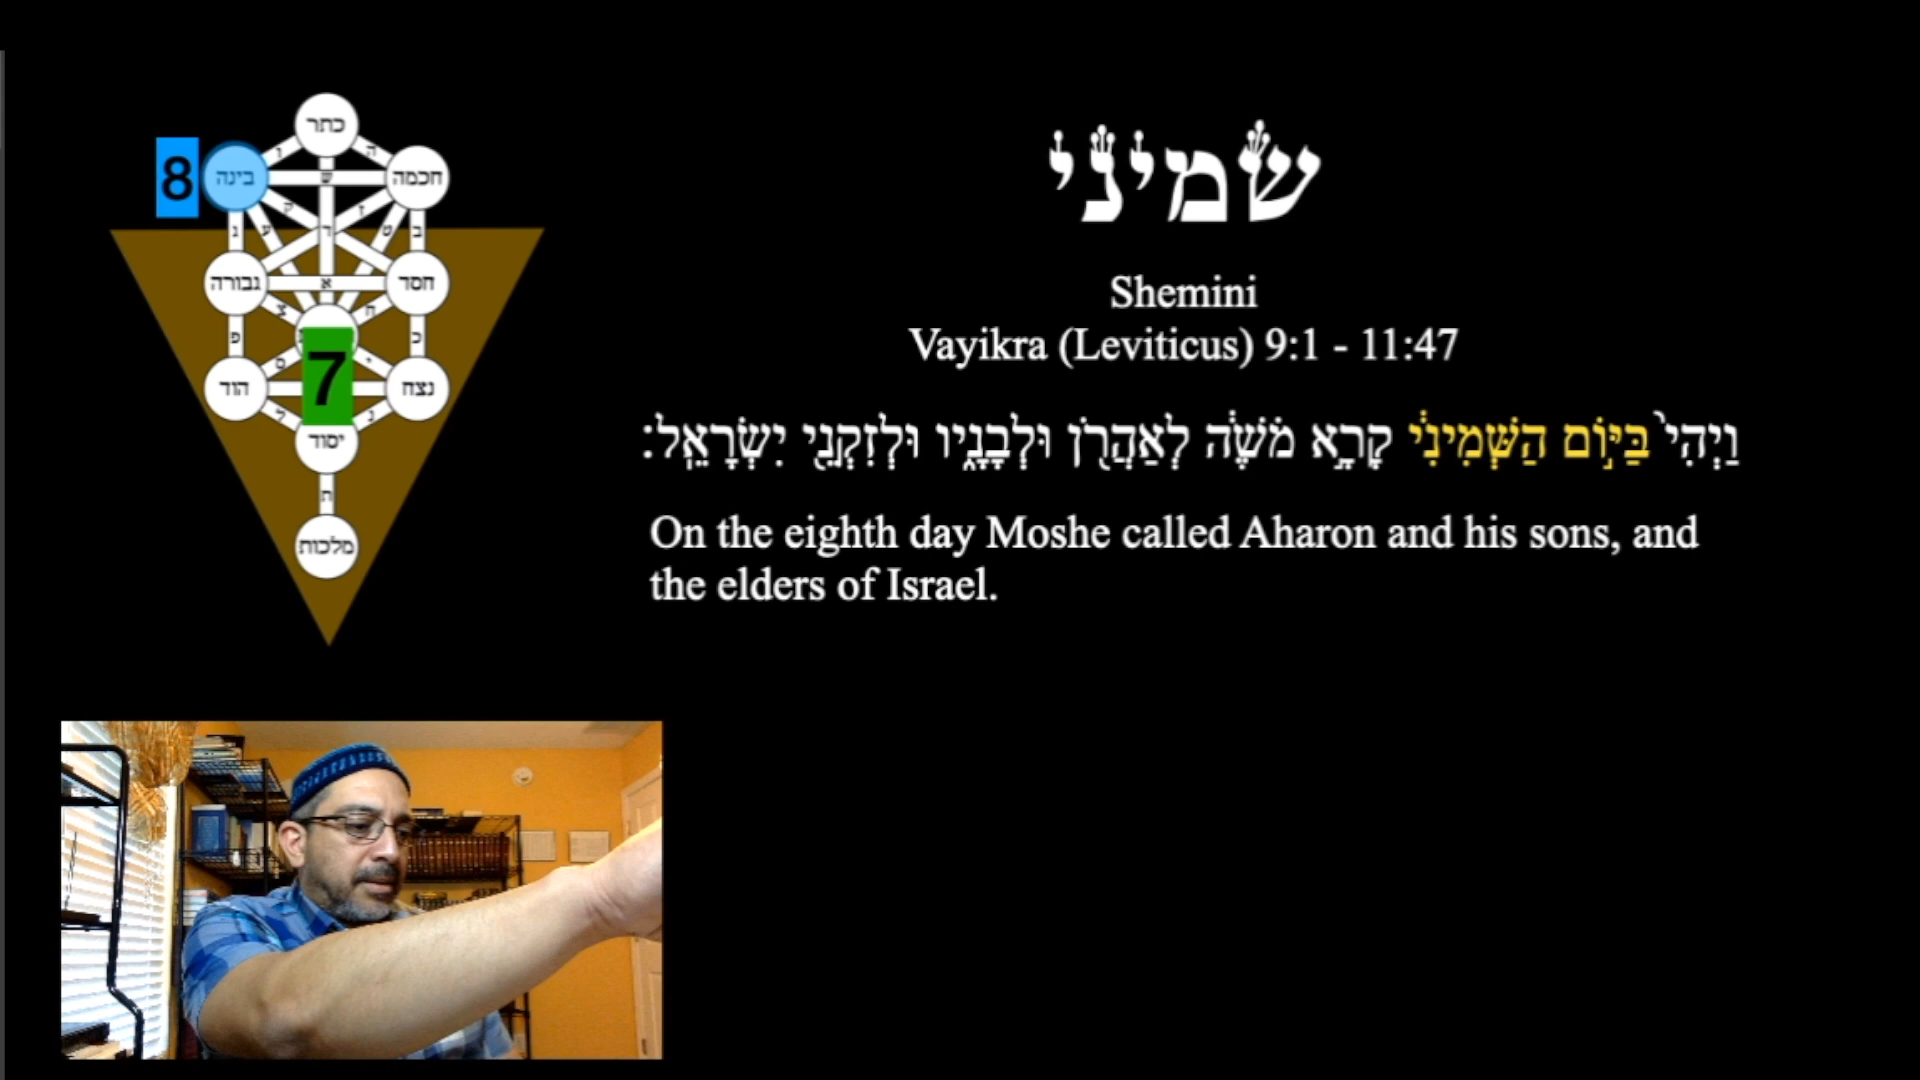 שמיני
Shemini
Vayikra (Leviticus) 9:1 - 11:47
וַיְהִי֙ בַּיּ֣וֹם הַשְּׁמִינִ֔י קָרָ֣א מֹשֶׁ֔ה לְאַהֲרֹ֖ן וּלְבָנָ֑יו וּלְזִקְנֵ֖י יִשְׂרָאֵֽל׃
On the eighth day Moshe called Aharon and his sons, and
the elders of Israel.
כתר
ו ה
8 בינה ש חכמה
ק ז
ג ע ר ט ב
גבורה א חסד
צ ח
פ כ
ס י
הוד 7 נצח
ל נ
יסוד
ת
מלכות